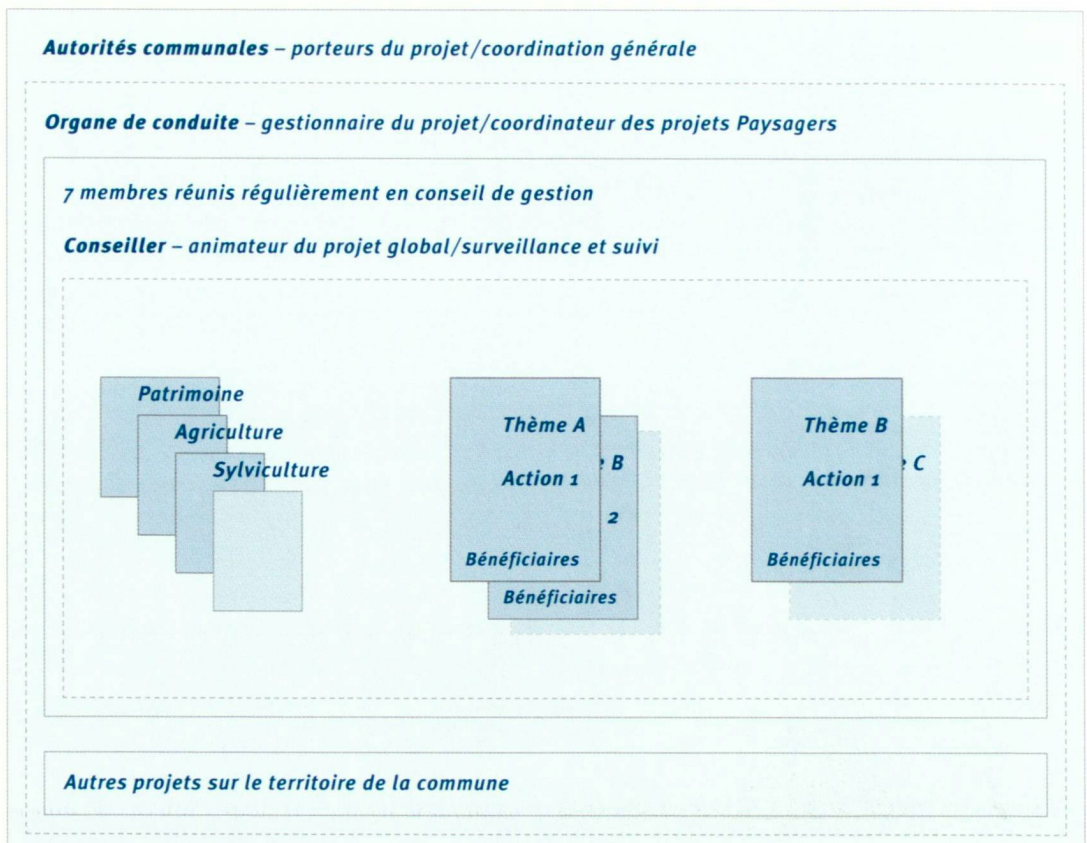 Autorités communales – porteurs du projet/coordination générale
Organe de conduite – gestionnaire du projet/coordinateur des projets Paysagers
7 membres réunis régulièrement en conseil de gestion
Conseiller – animateur du projet global/surveillance et suivi
Patrimoine
Agriculture
Sylviculture
Thème A
B
Action 1
2
Bénéficiaires
Bénéficiaires
Thème B
C
Action 1
Bénéficiaires
Autres projets sur le territoire de la commune